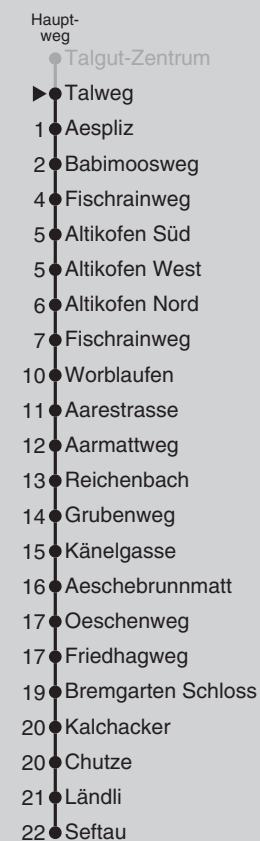 Haupt-
weg
Talgut-Zentrum
Talweg
1 Aespliz
2 Babimoosweg
4 Fischrainweg
5 Altikofen Süd
5 Altikofen West
6 Altikofen Nord
7 Fischrainweg
10 Worblaufen
11 Aarestrasse
12 Aarmattweg
13 Reichenbach
14 Grubenweg
15 Känelgasse
16 Aeschebrunnmatt
17 Oeschenweg
17 Friedhagweg
19 Bremgarten Schloss
20 Kalchacker
20 Chutze
21 Ländli
22 Seftau